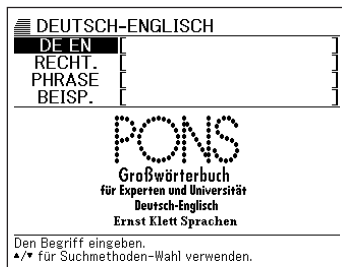 DEUTSCH-ENGLISCH
DE EN [ ]
RECHT. [ ]
PHRASE [ ]
BEISP. [ ]
PONS
Großwörterbuch
für Experten und Universität
Deutsch-Englisch
Ernst Klett Sprachen
Den Begriff eingeben.
▲/▼ für Suchmethoden-Wahl verwenden.